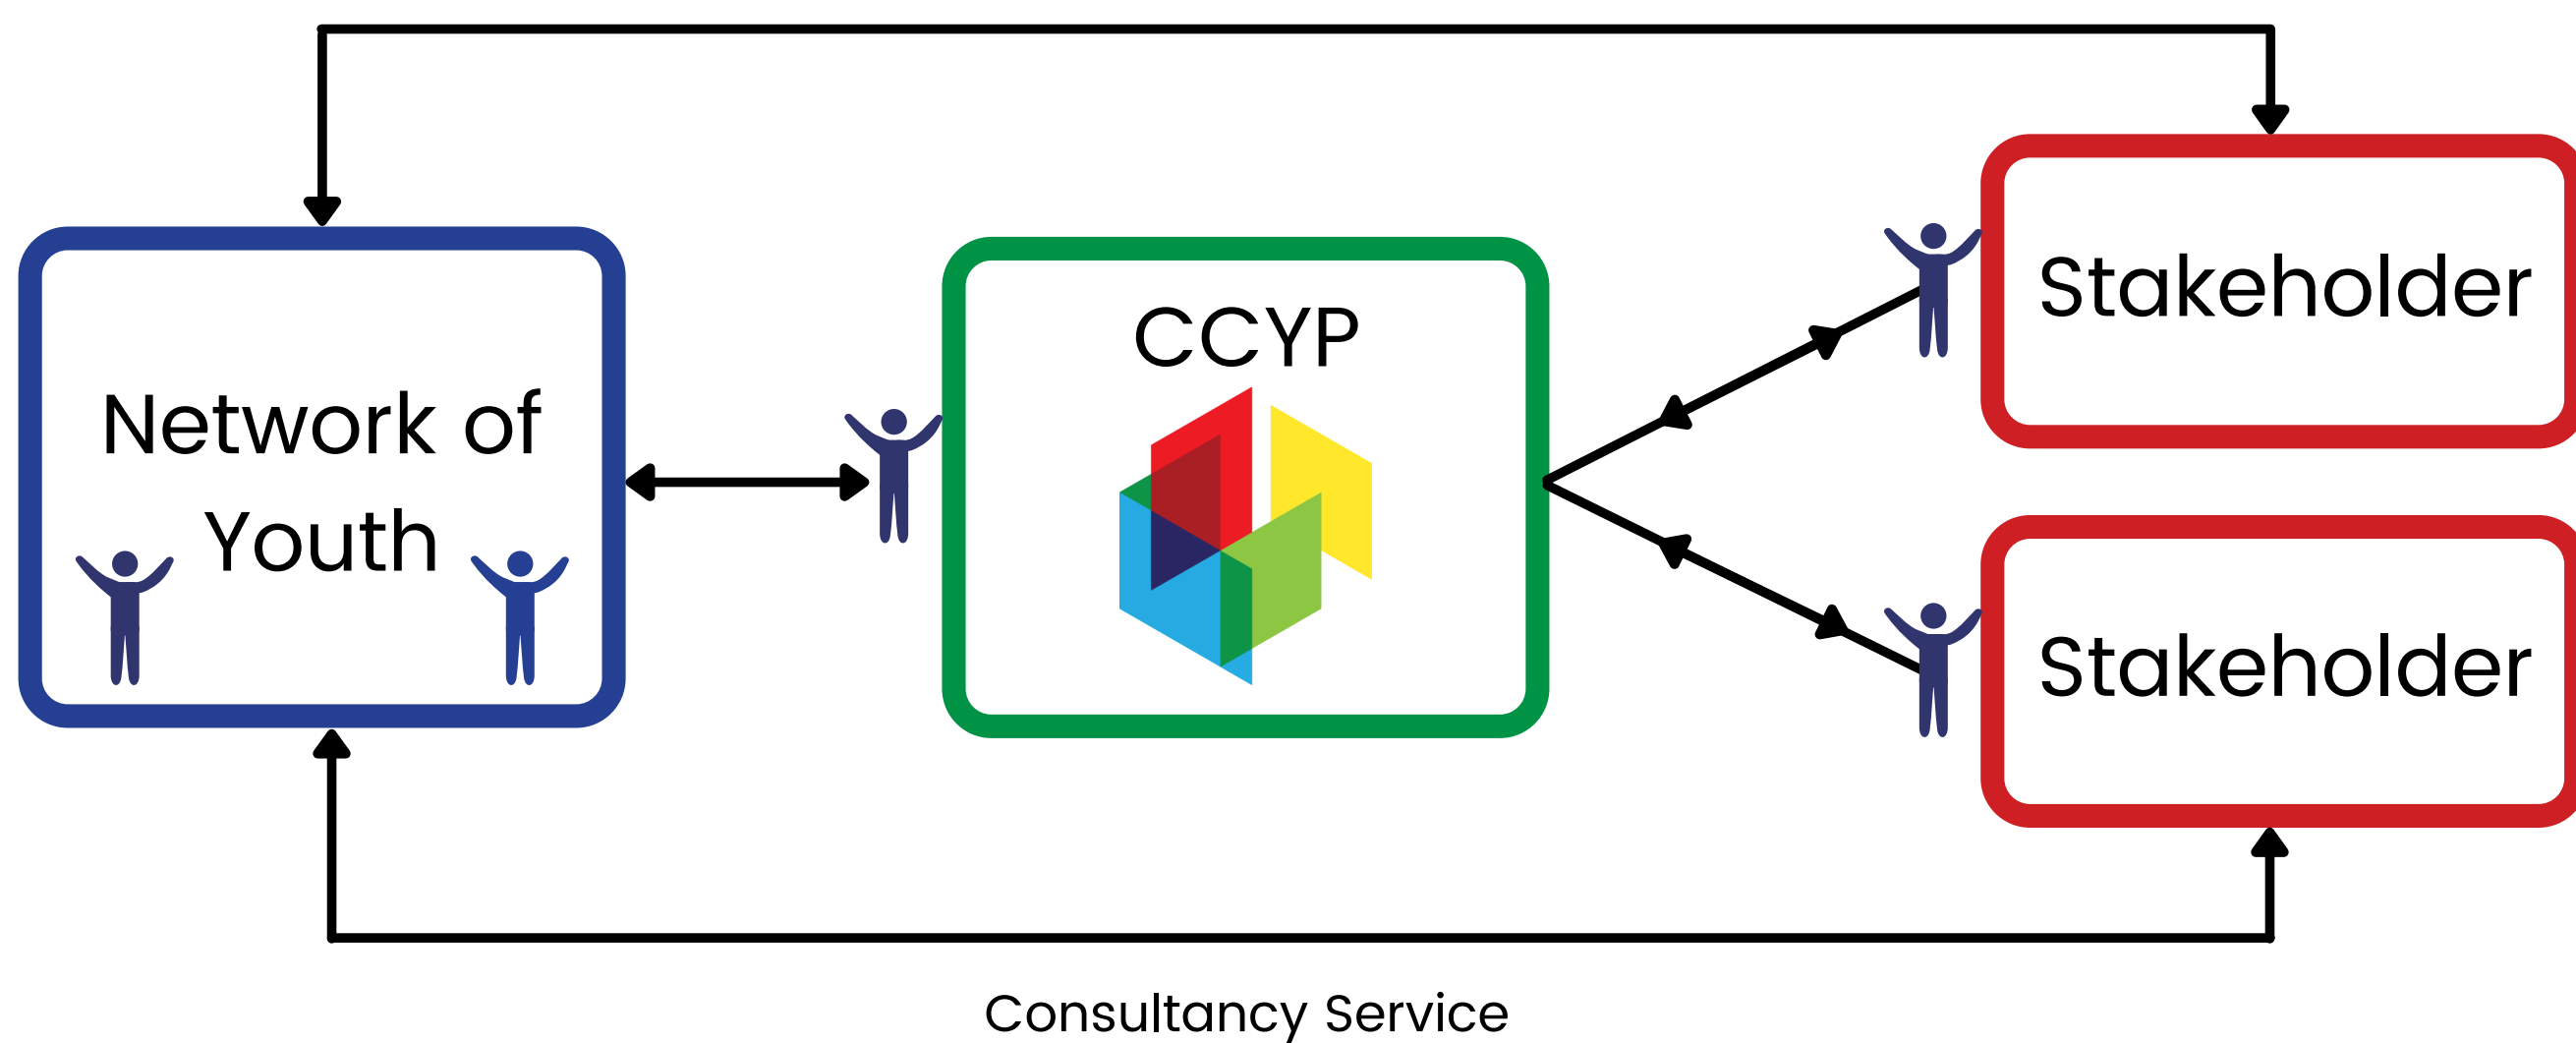 Network of
Youth
CCYP
Stakeholder
Stakeholder
Consultancy Service